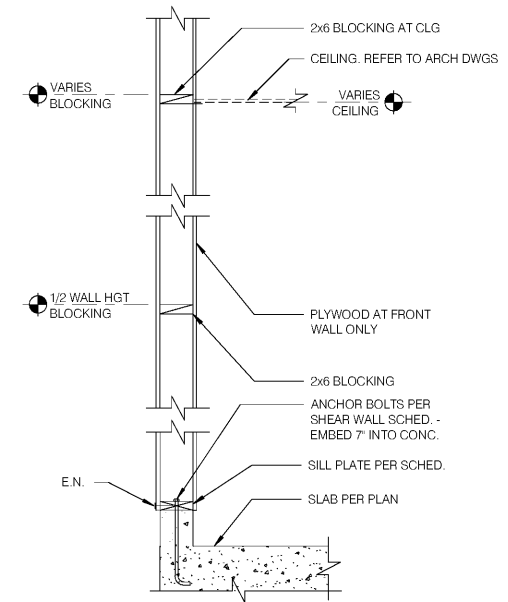 2x6 BLOCKING AT CLG
CEILING. REFER TO ARCH DWGS
VARIES
BLOCKING
VARIES
CEILING
1/2 WALL HGT
BLOCKING
PLYWOOD AT FRONT
WALL ONLY
2x6 BLOCKING
ANCHOR BOLTS PER
SHEAR WALL SCHED. -
EMBED 7" INTO CONC.
SILL PLATE PER SCHED.
E.N.
SLAB PER PLAN